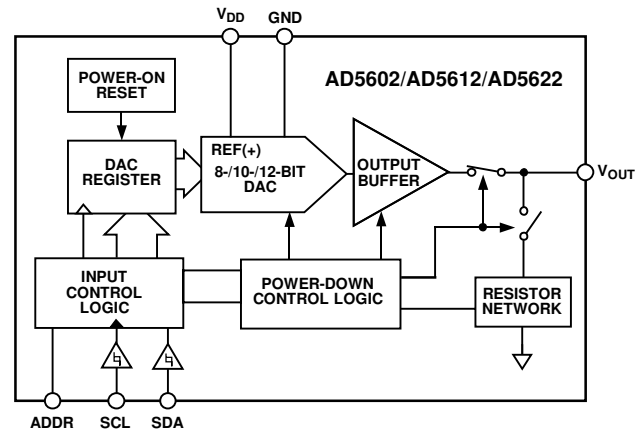 VDD GND
AD5602/AD5612/AD5622
POWER-ON
RESET
REF(+)
8-/10-/12-BIT
DAC
DAC
REGISTER
OUTPUT
BUFFER
VOUT
INPUT
CONTROL
LOGIC
POWER-DOWN
CONTROL LOGIC
RESISTOR
NETWORK
ADDR SCL SDA